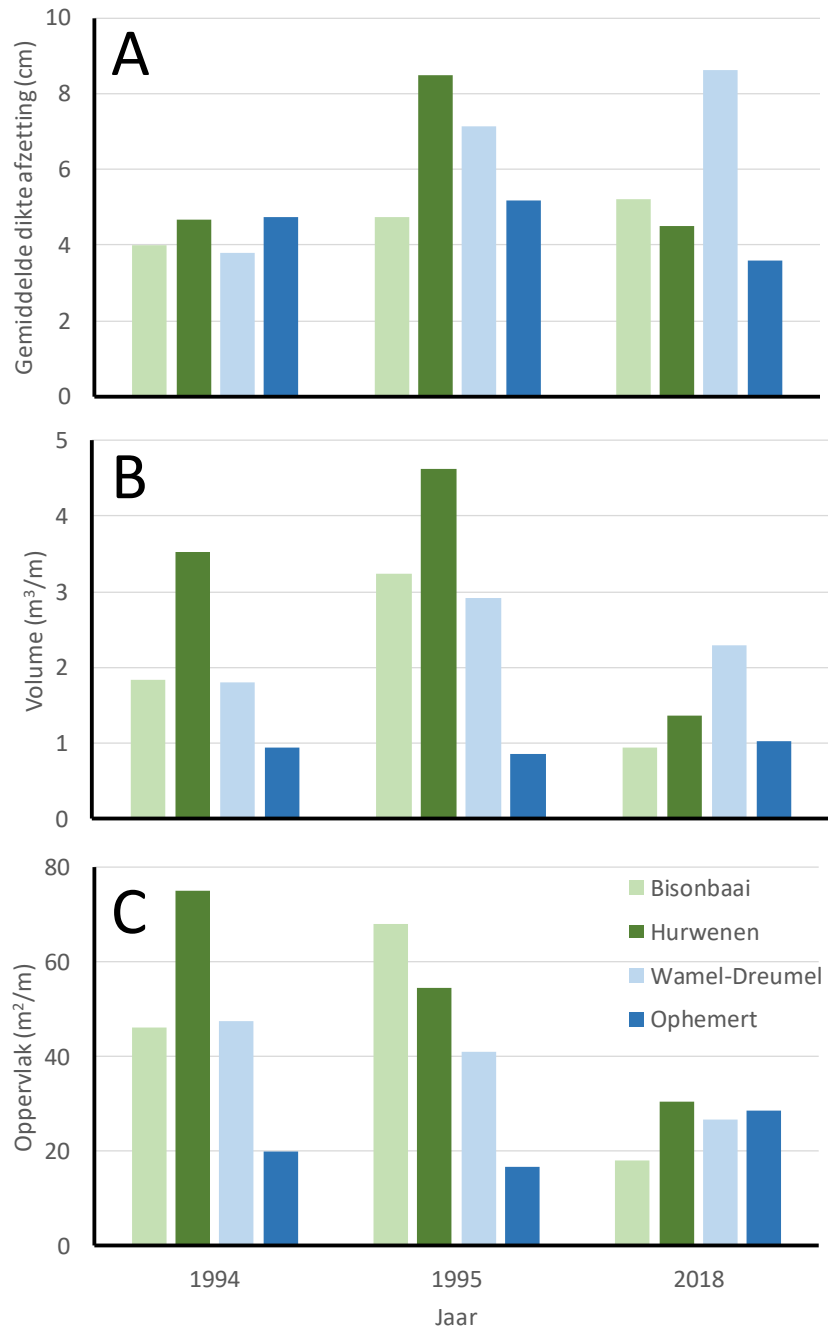 A
Gemiddelde dikte afzetting (cm)
10
8
6
4
2
0
B
Volume (m³/m)
5
4
3
2
1
0
C
Oppervlak (m²/m)
80
60
40
20
0
Bisonbaai
Hurwenen
Wamel-Dreumel
Ophemert
1994 1995 2018
Jaar